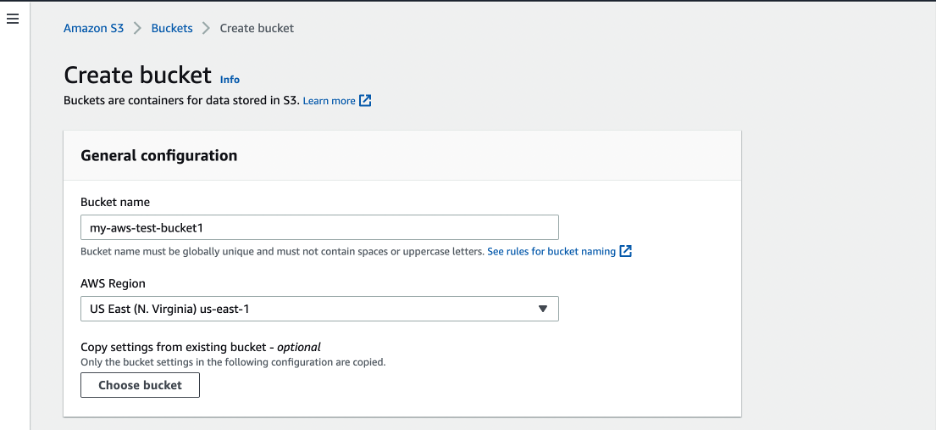 Amazon S3 > Buckets > Create bucket
Create bucket Info
Buckets are containers for data stored in S3. Learn more
General configuration
Bucket name
my-aws-test-bucket1
Bucket name must be globally unique and must not contain spaces or uppercase letters. See rules for bucket naming
AWS Region
US East (N. Virginia) us-east-1
Copy settings from existing bucket - optional
Only the bucket settings in the following configuration are copied.
Choose bucket